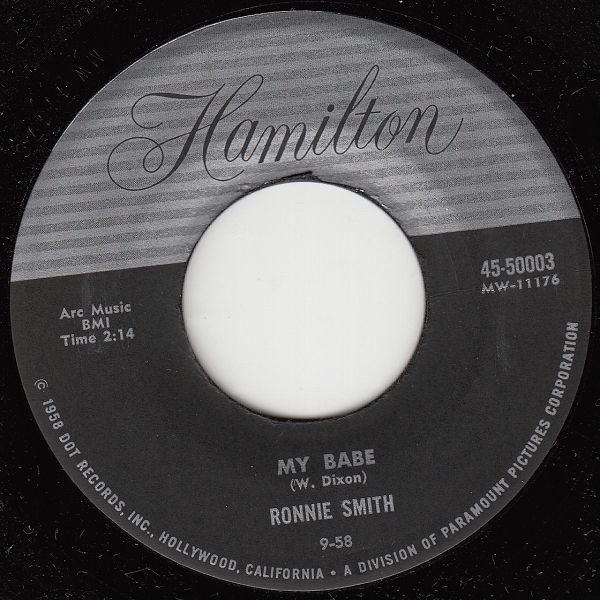 Hamilton
45-50003
MW-11176
Arc Music
BMI
Time 2:14
MY BABE
(W. Dixon)
RONNIE SMITH
9-58
© 1958 DOT RECORDS, INC., HOLLYWOOD, CALIFORNIA • A DIVISION OF PARAMOUNT PICTURES CORPORATION